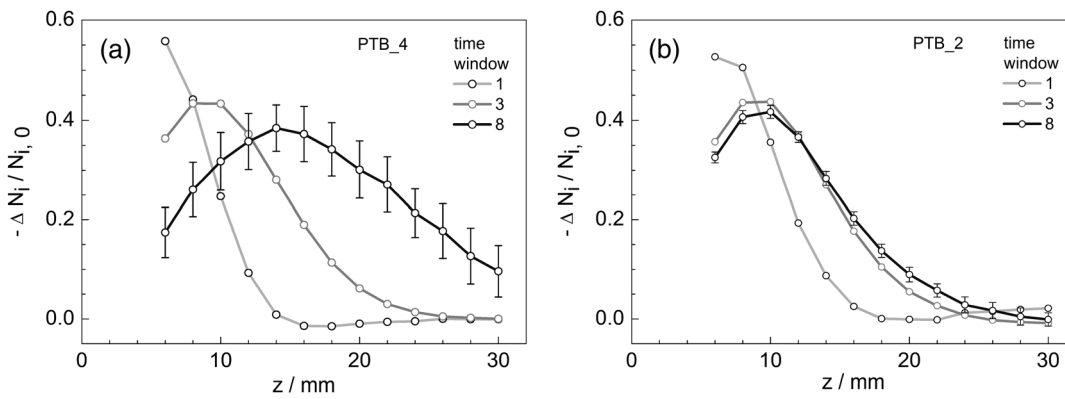 (a)
PTB_4
time
window
1
3
8
0.6
0.4
0.2
0.0
- Δ N_i / N_i, 0
0 10 20 30
z / mm
(b)
PTB_2
time
window
1
3
8
0.6
0.4
0.2
0.0
- Δ N_i / N_i, 0
0 10 20 30
z / mm